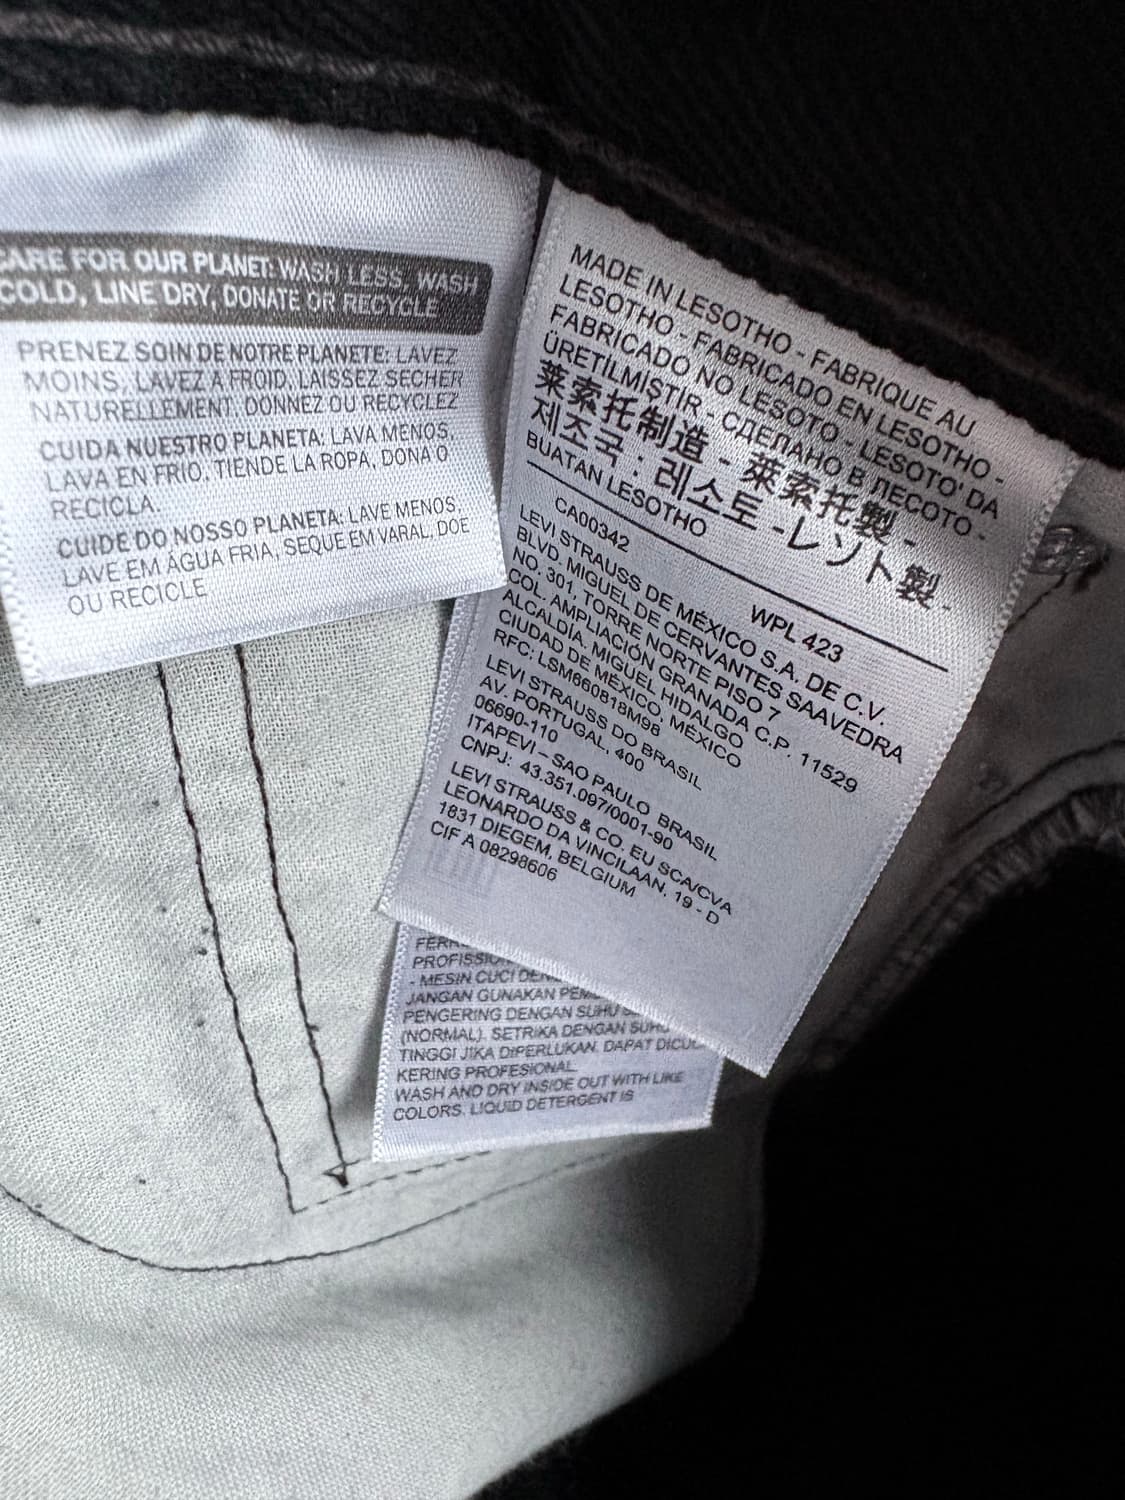 CARE FOR OUR PLANET: WASH LESS, WASH
COLD, LINE DRY, DONATE OR RECYCLE
PRENEZ SOIN DE NOTRE PLANETE: LAVEZ
MOINS, LAVEZ A FROID, LAISSEZ SECHER
NATURELLEMENT, DONNEZ OU RECYCLEZ
CUIDA NUESTRO PLANETA: LAVA MENOS,
LAVA EN FRIO, TIENDE LA ROPA, DONA O
RECICLA.
CUIDE DO NOSSO PLANETA: LAVE MENOS,
LAVE EM ÁGUA FRIA, SEQUE EM VARAL, DOE
OU RECICLE
MADE IN LESOTHO - FABRIQUE AU
LESOTHO - FABRICADO EN LESOTHO -
FABRICADO NO LESOTO - LESOTO' DA
ÜRETİLMİŞTİR - СДЕЛАНО В ЛЕСОТО -
莱索托制造 - 萊索托製 -
제조국 : 레소토 -レソト製-
BUATAN LESOTHO
CA00342 WPL 423
LEVI STRAUSS DE MÉXICO S.A. DE C.V.
BLVD. MIGUEL DE CERVANTES SAAVEDRA
NO. 301, TORRE NORTE PISO 7
COL. AMPLIACIÓN GRANADA C.P. 11529
ALCALDÍA. MIGUEL HIDALGO
CIUDAD DE MÉXICO, MÉXICO
RFC: LSM660818M98
LEVI STRAUSS DO BRASIL
AV. PORTUGAL, 400
06690-110
ITAPEVI – SAO PAULO BRASIL
CNPJ: 43.351.097/0001-90
LEVI STRAUSS & CO. EU SCA/CVA
LEONARDO DA VINCILAAN, 19 - D
1831 DIEGEM, BELGIUM
CIF A 08298606
- MESIN CUCI
JANGAN GUNAKAN
PENGERING DENGAN SUHU
(NORMAL). SETRIKA DENGAN SUHU
TINGGI JIKA DIPERLUKAN. DAPAT
KERING PROFESIONAL
WASH AND DRY INSIDE OUT WITH LIKE
COLORS. LIQUID DETERGENT IS